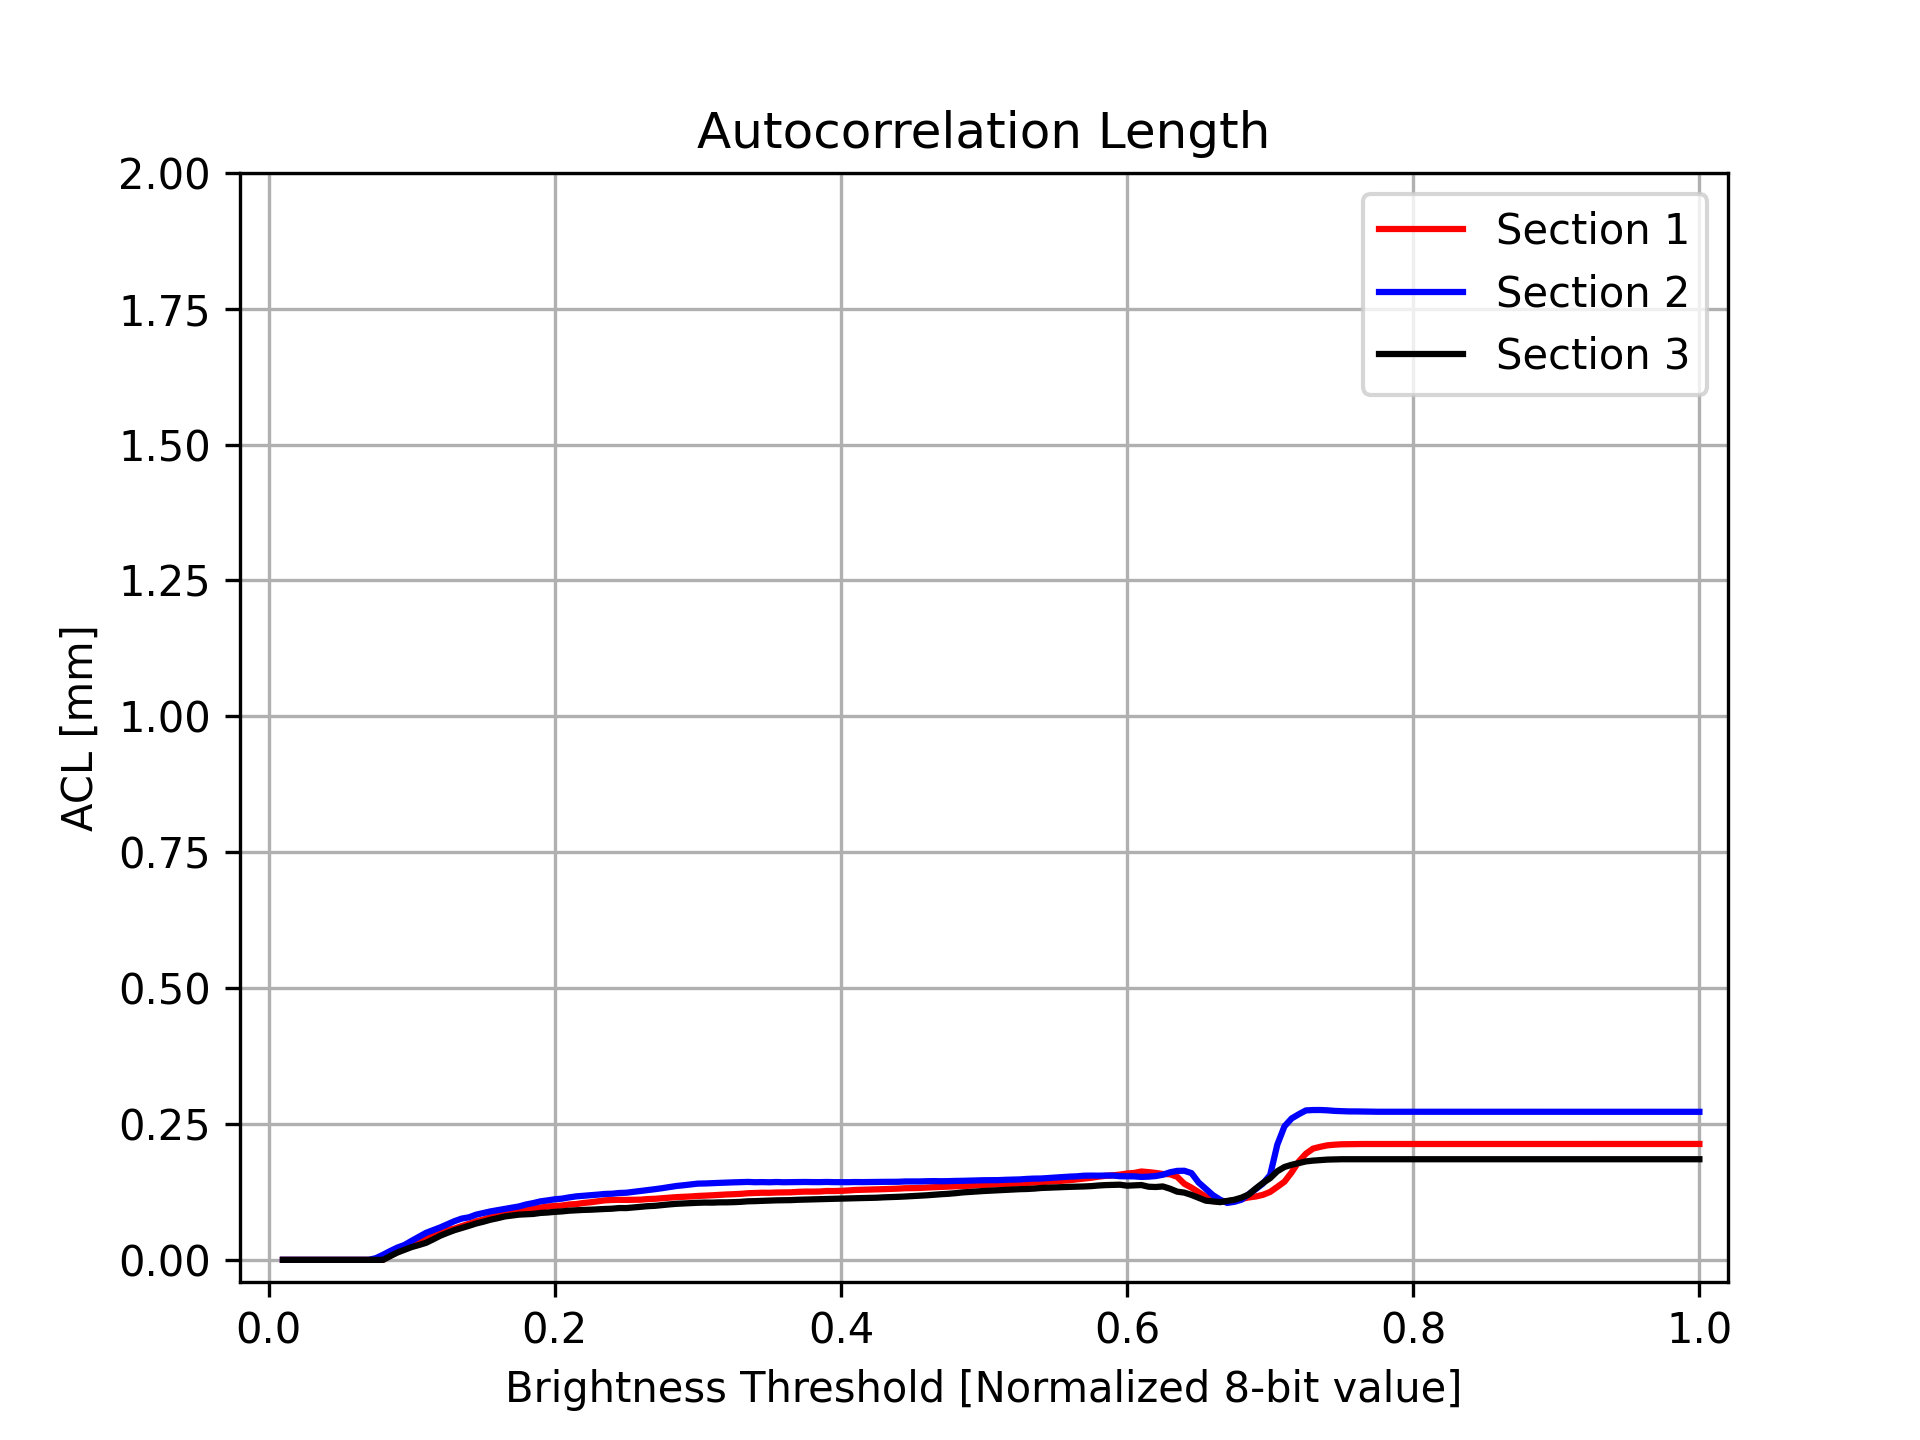 Autocorrelation Length
2.00
1.75
1.50
1.25
1.00
0.75
0.50
0.25
0.00
ACL [mm]
Section 1
Section 2
Section 3
0.0 0.2 0.4 0.6 0.8 1.0
Brightness Threshold [Normalized 8-bit value]